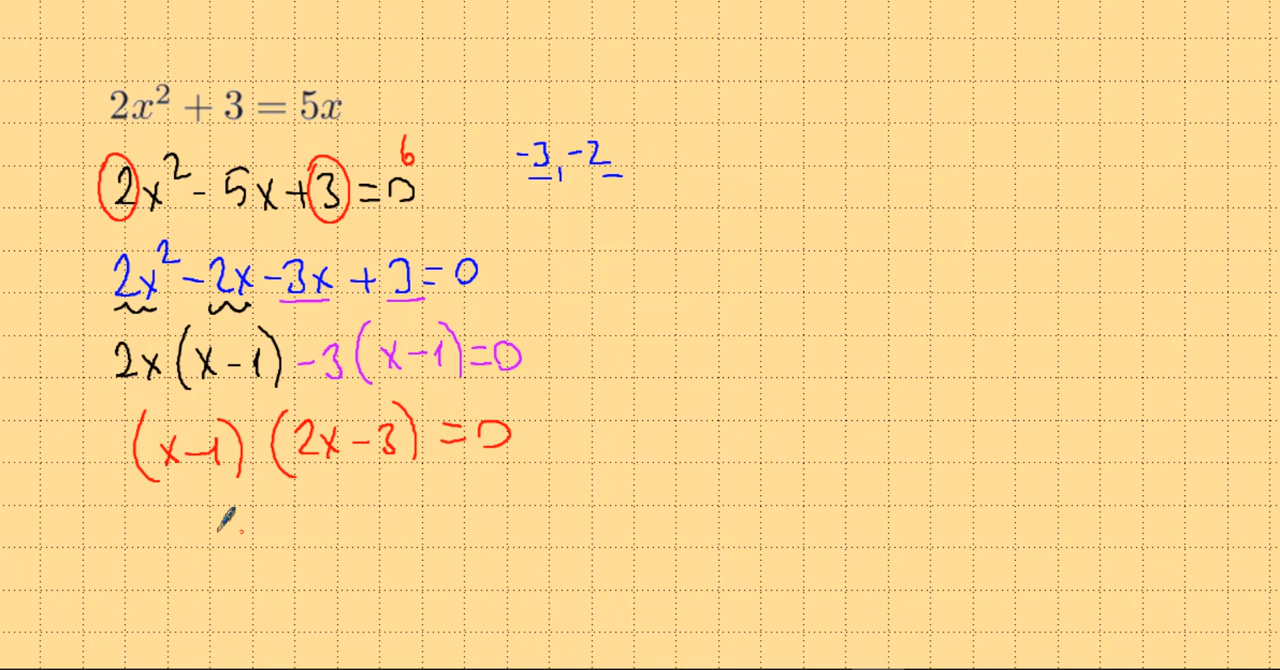 2x² + 3 = 5x
6
2x² - 5x + 3 = 0
-3, -2
2x² - 2x - 3x + 3 = 0
2x(x - 1) - 3(x - 1) = 0
(x - 1) (2x - 3) = 0